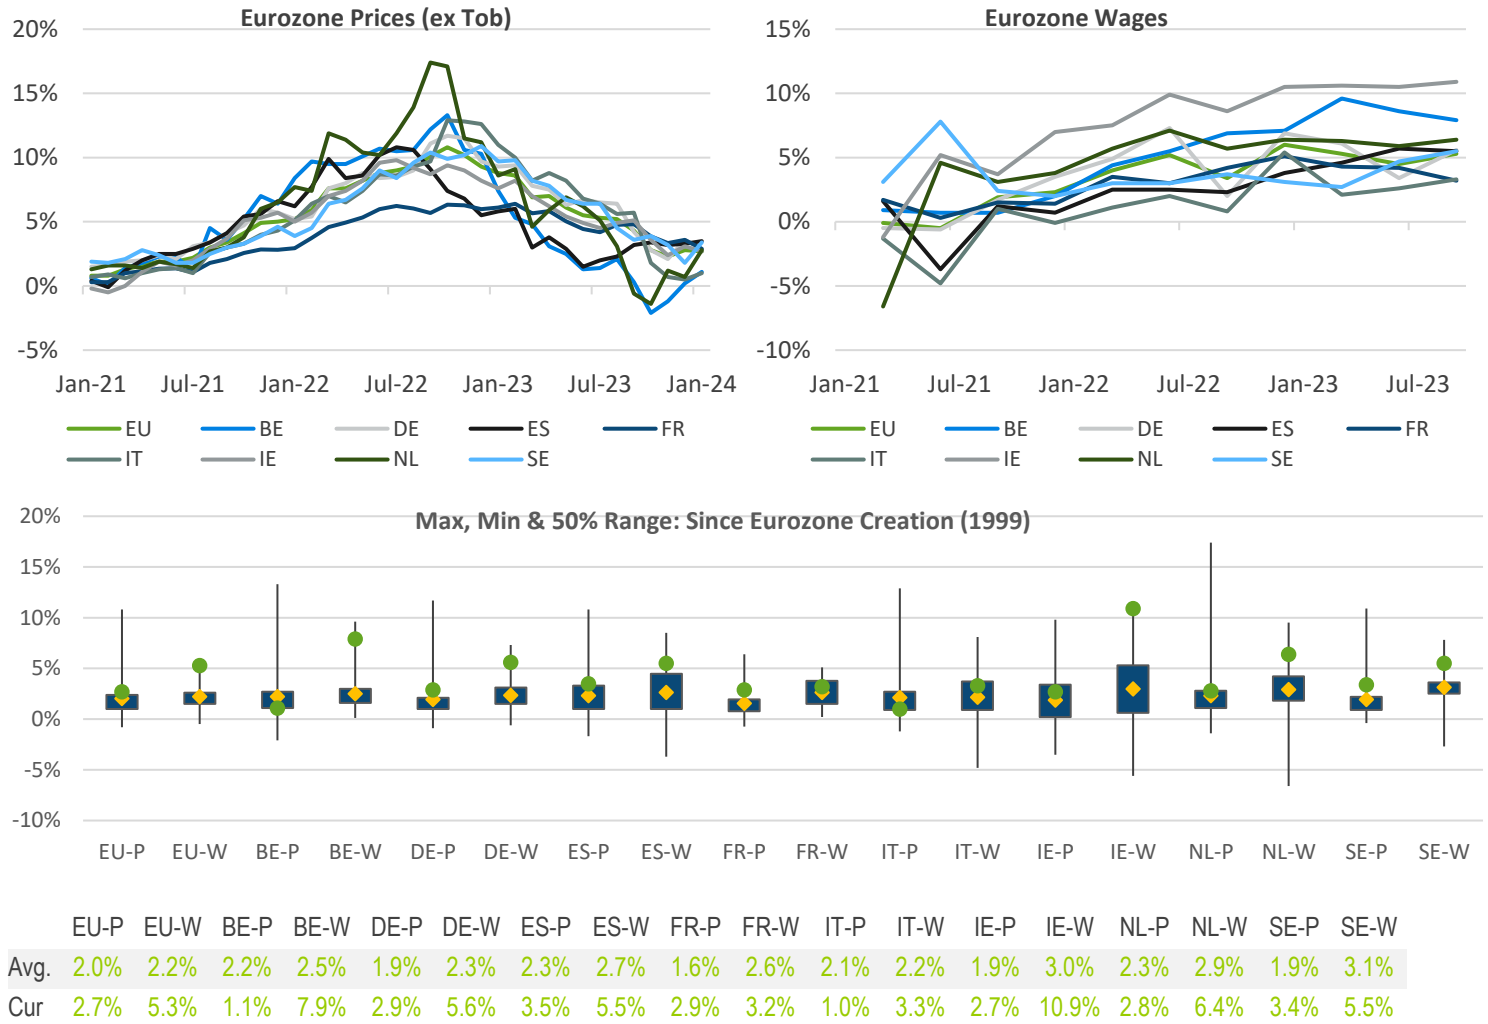 Eurozone Prices (ex Tob)
20%
15%
10%
5%
0%
-5%
Jan-21 Jul-21 Jan-22 Jul-22 Jan-23 Jul-23 Jan-24
EU BE DE ES FR
IT IE NL SE
Eurozone Wages
15%
10%
5%
0%
-5%
-10%
Jan-21 Jul-21 Jan-22 Jul-22 Jan-23 Jul-23
EU BE DE ES FR
IT IE NL SE
Max, Min & 50% Range: Since Eurozone Creation (1999)
20%
15%
10%
5%
0%
-5%
-10%
EU-P EU-W BE-P BE-W DE-P DE-W ES-P ES-W FR-P FR-W IT-P IT-W IE-P IE-W NL-P NL-W SE-P SE-W
EU-P EU-W BE-P BE-W DE-P DE-W ES-P ES-W FR-P FR-W IT-P IT-W IE-P IE-W NL-P NL-W SE-P SE-W
Avg. 2.0% 2.2% 2.2% 2.5% 1.9% 2.3% 2.3% 2.7% 1.6% 2.6% 2.1% 2.2% 1.9% 3.0% 2.3% 2.9% 1.9% 3.1%
Cur 2.7% 5.3% 1.1% 7.9% 2.9% 5.6% 3.5% 5.5% 2.9% 3.2% 1.0% 3.3% 2.7% 10.9% 2.8% 6.4% 3.4% 5.5%